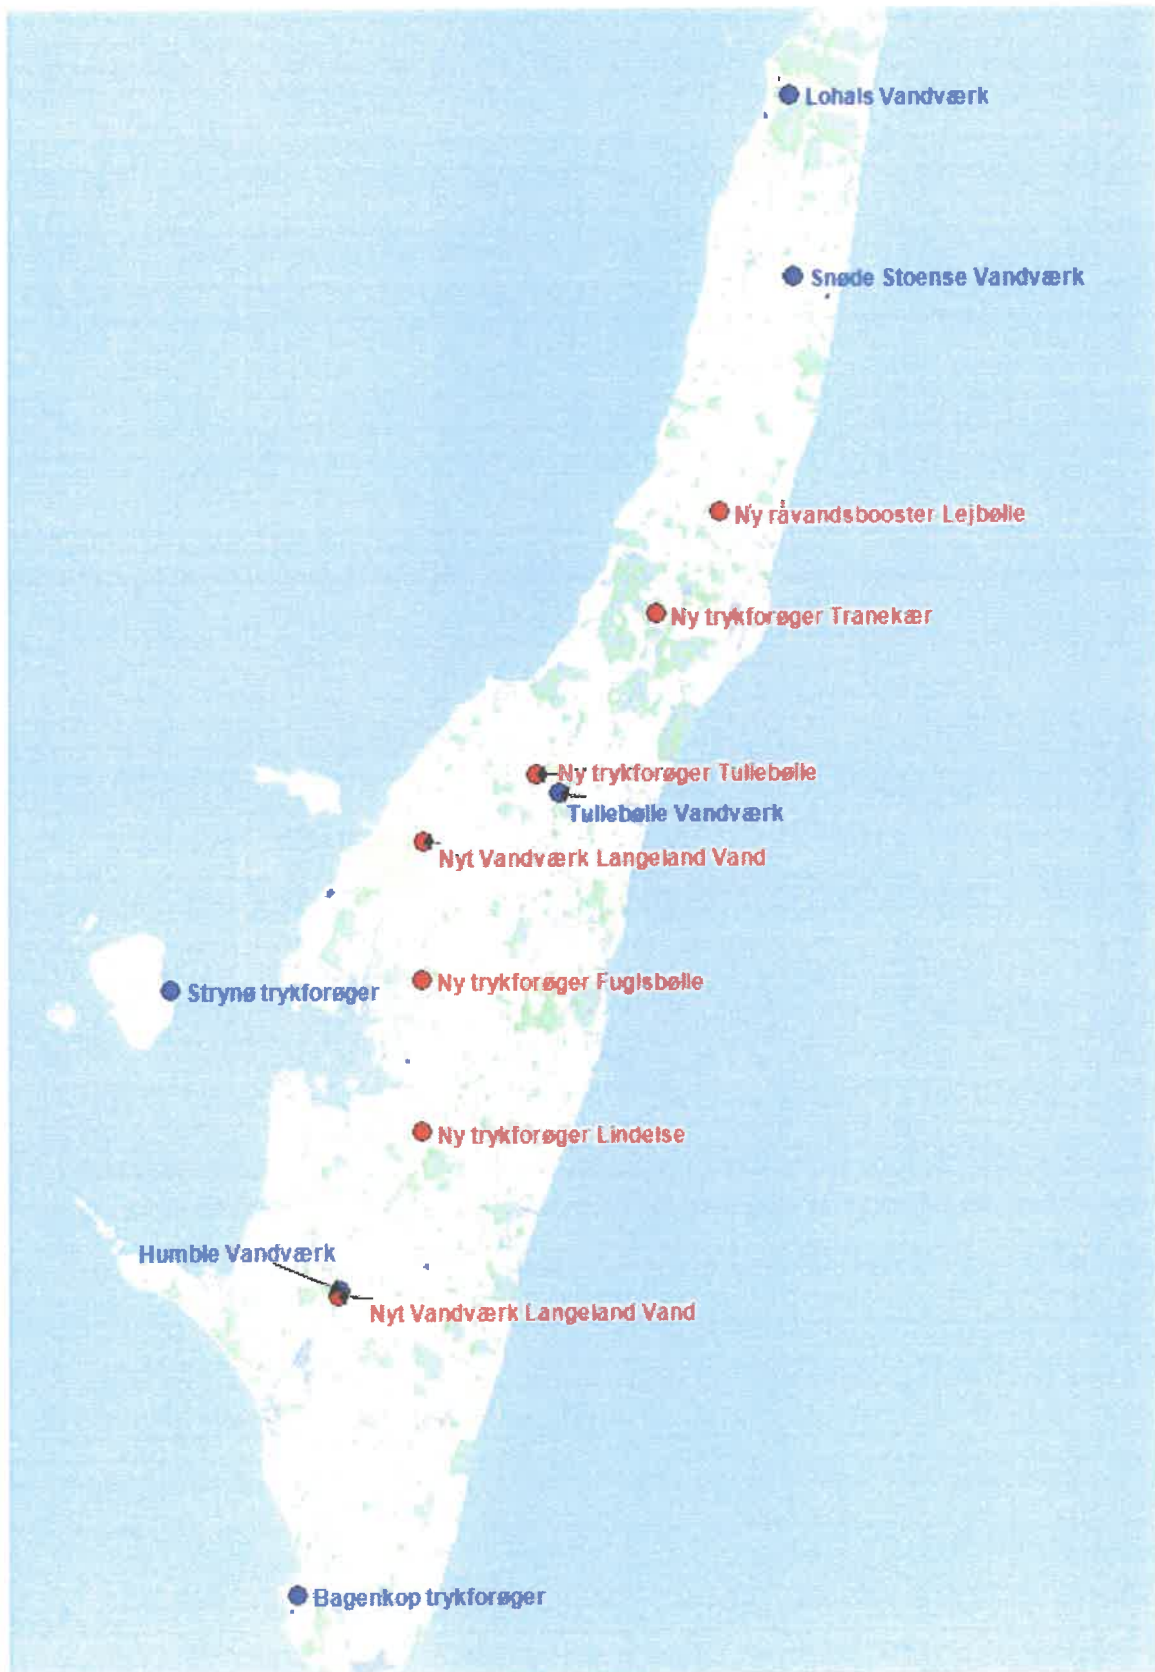 Lohals Vandværk
Snøde Stoense Vandværk
Ny råvandsbooster Lejbølle
Ny trykforøger Tranekær
Ny trykforøger Tullebølle
Tullebølle Vandværk
Nyt Vandværk Langeland Vand
Ny trykforøger Fuglsbølle
Strynø trykforøger
Ny trykforøger Lindelse
Humble Vandværk
Nyt Vandværk Langeland Vand
Bagenkop trykforøger